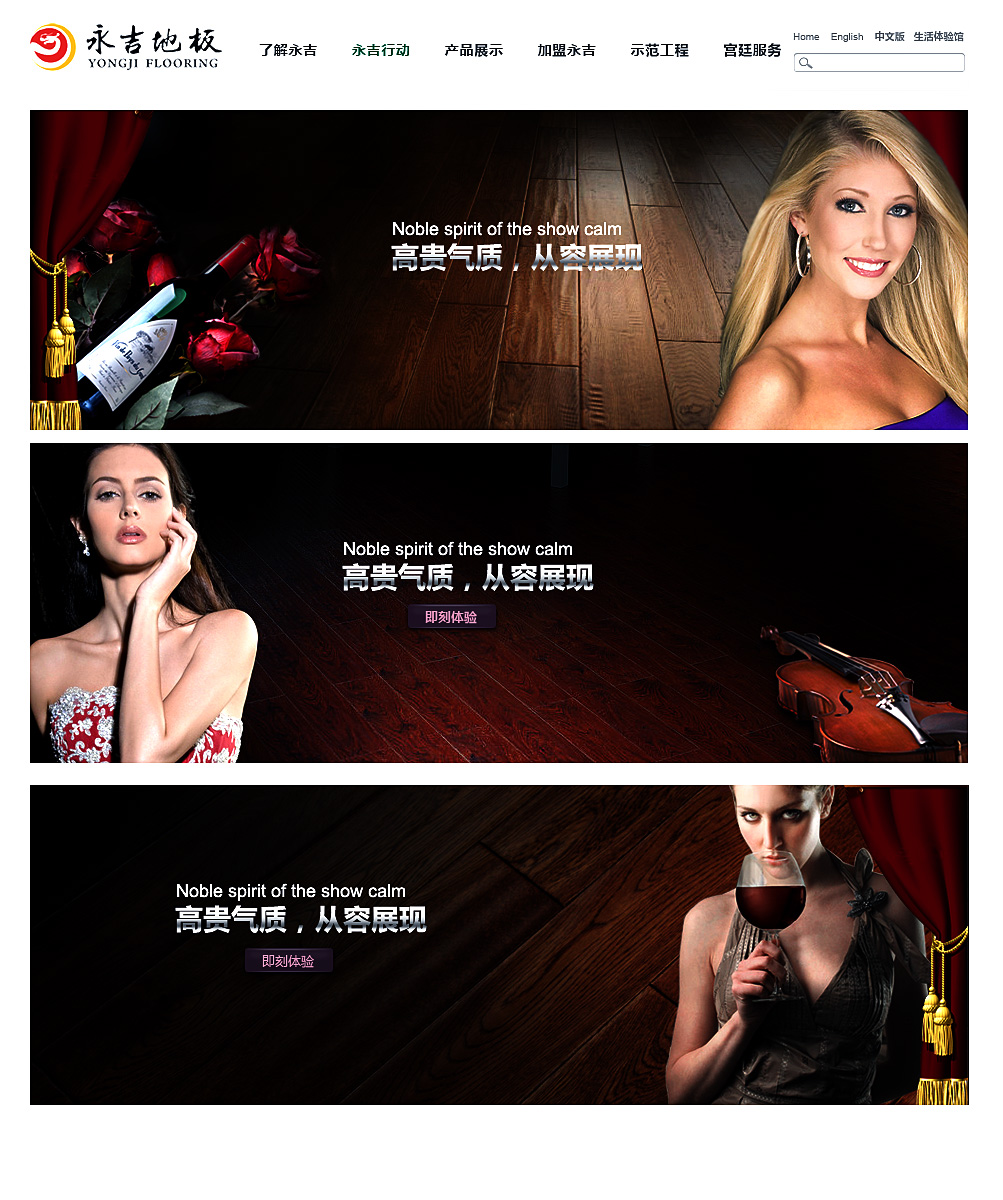 永吉地板
YONGJI FLOORING
了解永吉 永吉行动 产品展示 加盟永吉 示范工程 宫廷服务
Home English 中文版 生活体验馆
Noble spirit of the show calm
高贵气质，从容展现
Noble spirit of the show calm
高贵气质，从容展现
即刻体验
Noble spirit of the show calm
高贵气质，从容展现
即刻体验